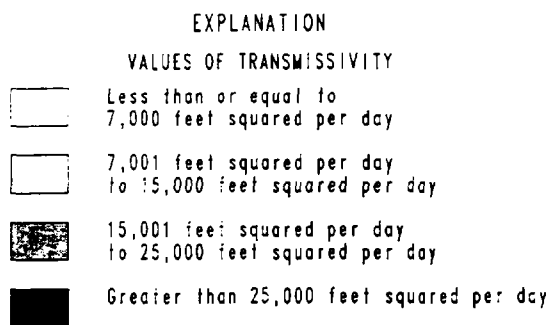 EXPLANATION
VALUES OF TRANSMISSIVITY
Less than or equal to
7,000 feet squared per day
7,001 feet squared per day
to 15,000 feet squared per day
15,001 feet squared per day
to 25,000 feet squared per day
Greater than 25,000 feet squared per day